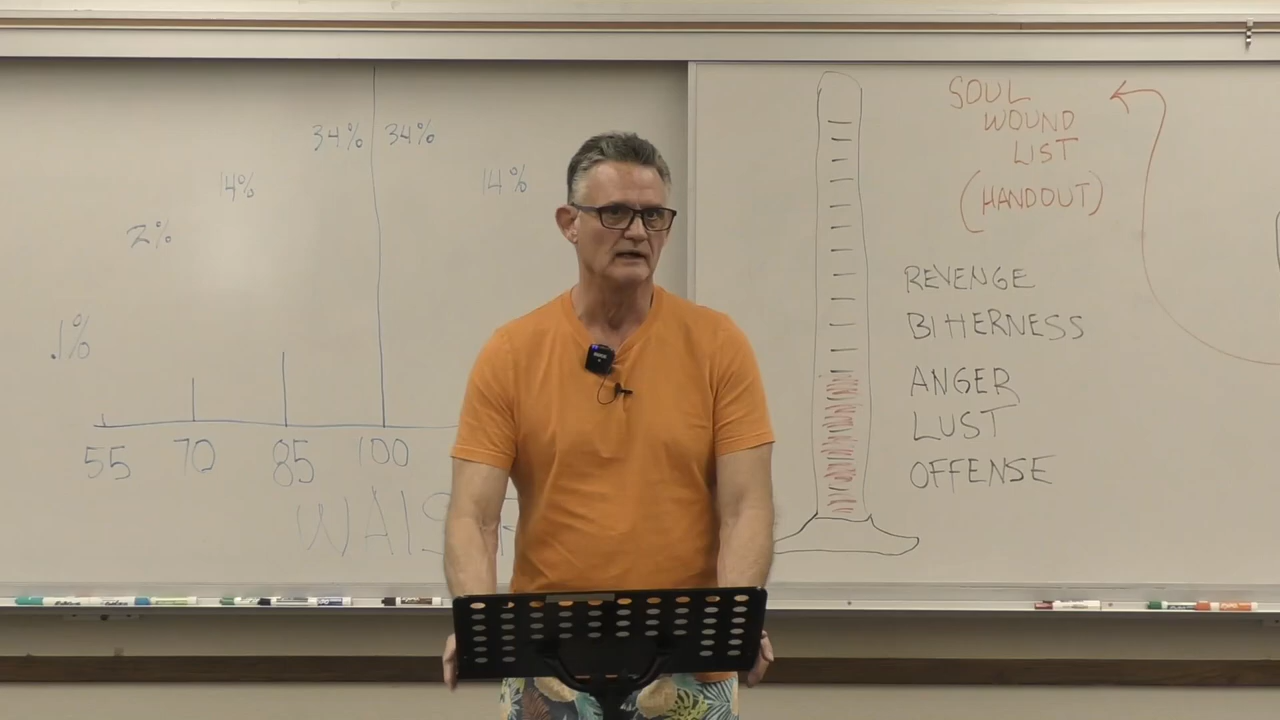 34% 34%
14% 14%
2%
.1%
55 70 85 100
SOUL
WOUND
LIST
(HANDOUT)
REVENGE
BITTERNESS
ANGER
LUST
OFFENSE